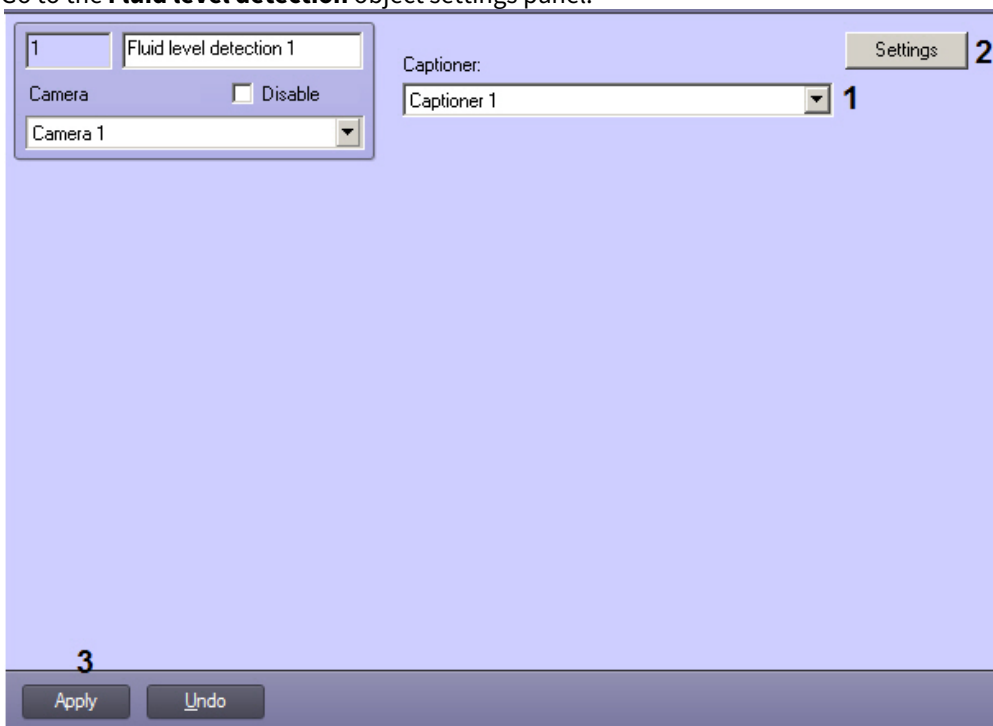 Go to the Fluid level detection object settings panel.
1
Fluid level detection 1
Camera
Disable
Camera 1
Captioner:
Captioner 1
1
Settings
2
3
Apply
Undo